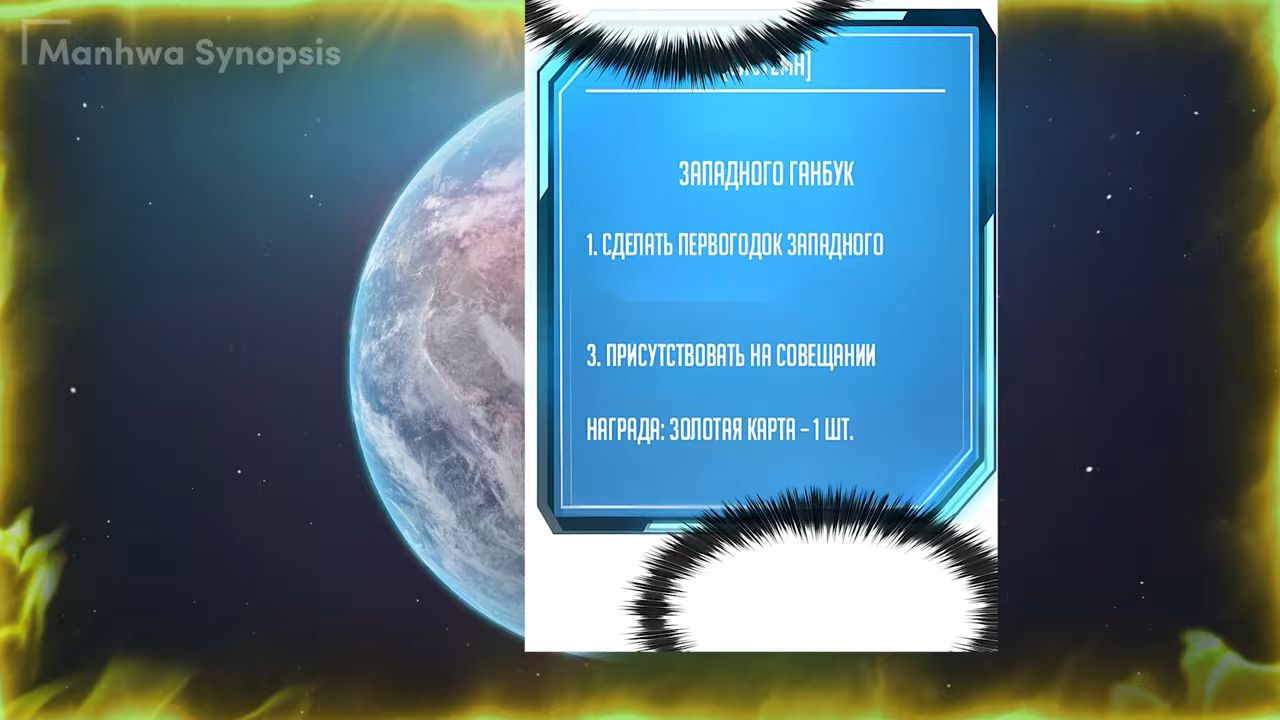 Manhwa Synopsis
ЗАПАДНОГО ГАНБУК
1. СДЕЛАТЬ ПЕРВОГОДОК ЗАПАДНОГО
3. ПРИСУТСТВОВАТЬ НА СОВЕЩАНИИ
НАГРАДА: ЗОЛОТАЯ КАРТА - 1 ШТ.